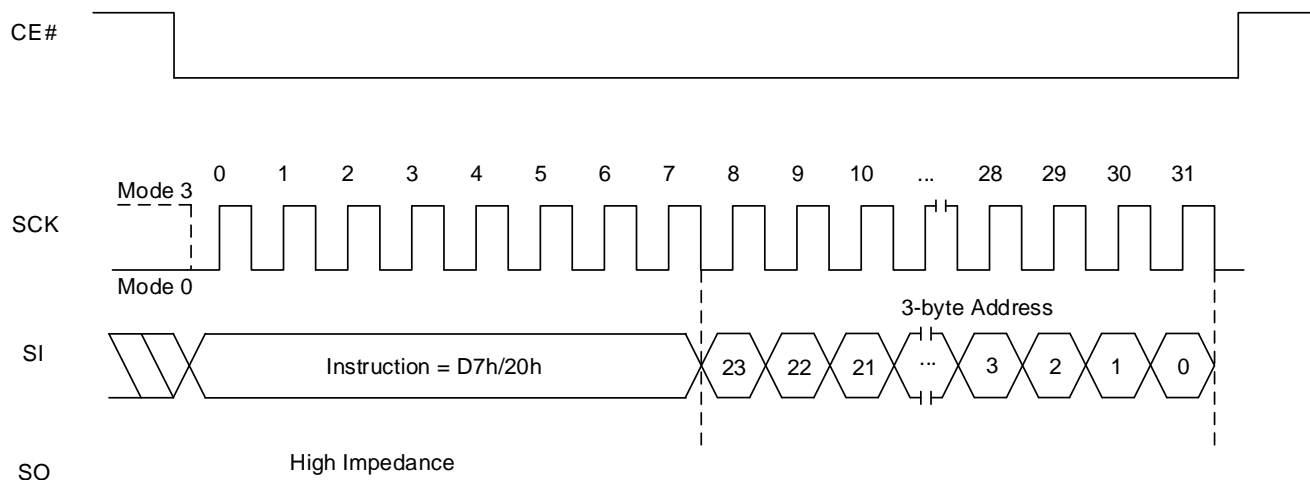 CE#
0 1 2 3 4 5 6 7 8 9 10 ... 28 29 30 31
Mode 3
SCK
Mode 0
3-byte Address
SI
Instruction = D7h/20h 23 22 21 ... 3 2 1 0
High Impedance
SO